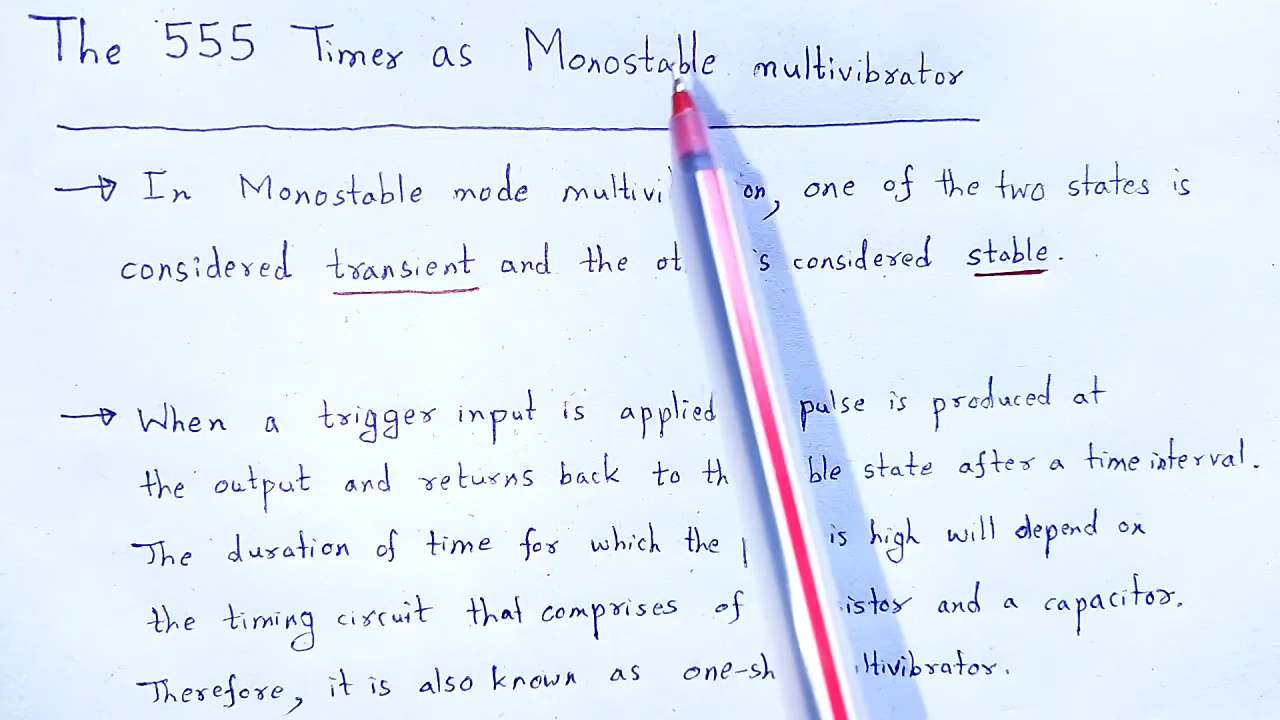 The 555 Timer as Monostable multivibrator
→ In Monostable mode multivi on, one of the two states is
considered transient and the ot s considered stable.
→ When a trigger input is applied pulse is produced at
the output and returns back to th ble state after a time interval.
The duration of time for which the is high will depend on
the timing circuit that comprises of istor and a capacitor.
Therefore, it is also known as one-sh ltivibrator.